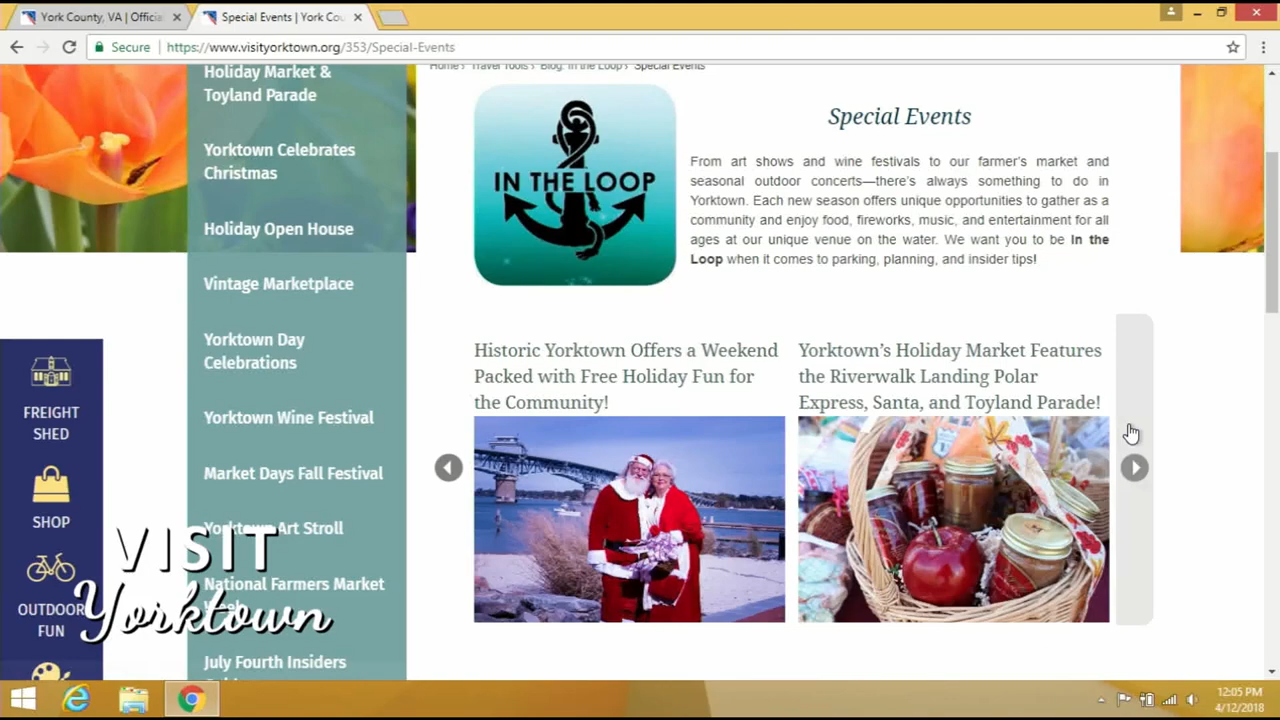 York County, VA | Officia
Special Events | York Cou
Secure
https://www.visityorktown.org/353/Special-Events
Home › Travel Tools › Blog: In the Loop › Special Events
Holiday Market &
Toyland Parade
Yorktown Celebrates
Christmas
Holiday Open House
Vintage Marketplace
Yorktown Day
Celebrations
Yorktown Wine Festival
Market Days Fall Festival
Yorktown Art Stroll
National Farmers Market
Week
July Fourth Insiders
FREIGHT
SHED
SHOP
OUTDOOR
FUN
VISIT
Yorktown
IN THE LOOP
Special Events
From art shows and wine festivals to our farmer's market and
seasonal outdoor concerts—there's always something to do in
Yorktown. Each new season offers unique opportunities to gather as a
community and enjoy food, fireworks, music, and entertainment for all
ages at our unique venue on the water. We want you to be In the
Loop when it comes to parking, planning, and insider tips!
Historic Yorktown Offers a Weekend
Packed with Free Holiday Fun for
the Community!
Yorktown's Holiday Market Features
the Riverwalk Landing Polar
Express, Santa, and Toyland Parade!
12:05 PM
4/12/2018